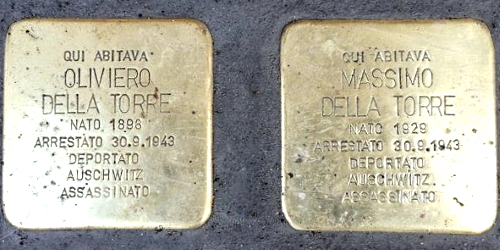 QUI ABITAVA
OLIVIERO
DELLA TORRE
NATO 1898
ARRESTATO 30.9.1943
DEPORTATO
AUSCHWITZ
ASSASSINATO
QUI ABITAVA
MASSIMO
DELLA TORRE
NATO 1929
ARRESTATO 30.9.1943
DEPORTATO
AUSCHWITZ
ASSASSINATO